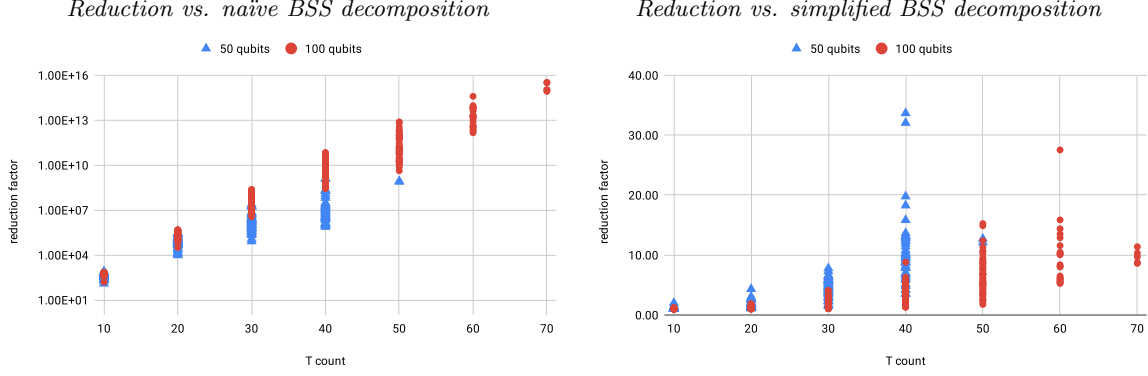 Reduction vs. naïve BSS decomposition
50 qubits 100 qubits
1.00E+16
1.00E+13
1.00E+10
1.00E+07
1.00E+04
1.00E+01
reduction factor
10 20 30 40 50 60 70
T count
Reduction vs. simplified BSS decomposition
50 qubits 100 qubits
40.00
30.00
20.00
10.00
0.00
reduction factor
10 20 30 40 50 60 70
T count